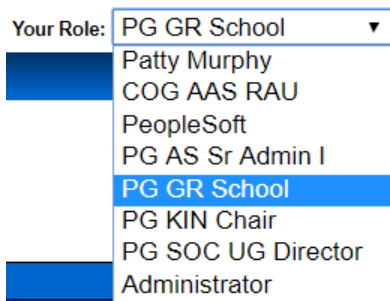 Your Role: PG GR School
Patty Murphy
COG AAS RAU
PeopleSoft
PG AS Sr Admin I
PG GR School
PG KIN Chair
PG SOC UG Director
Administrator